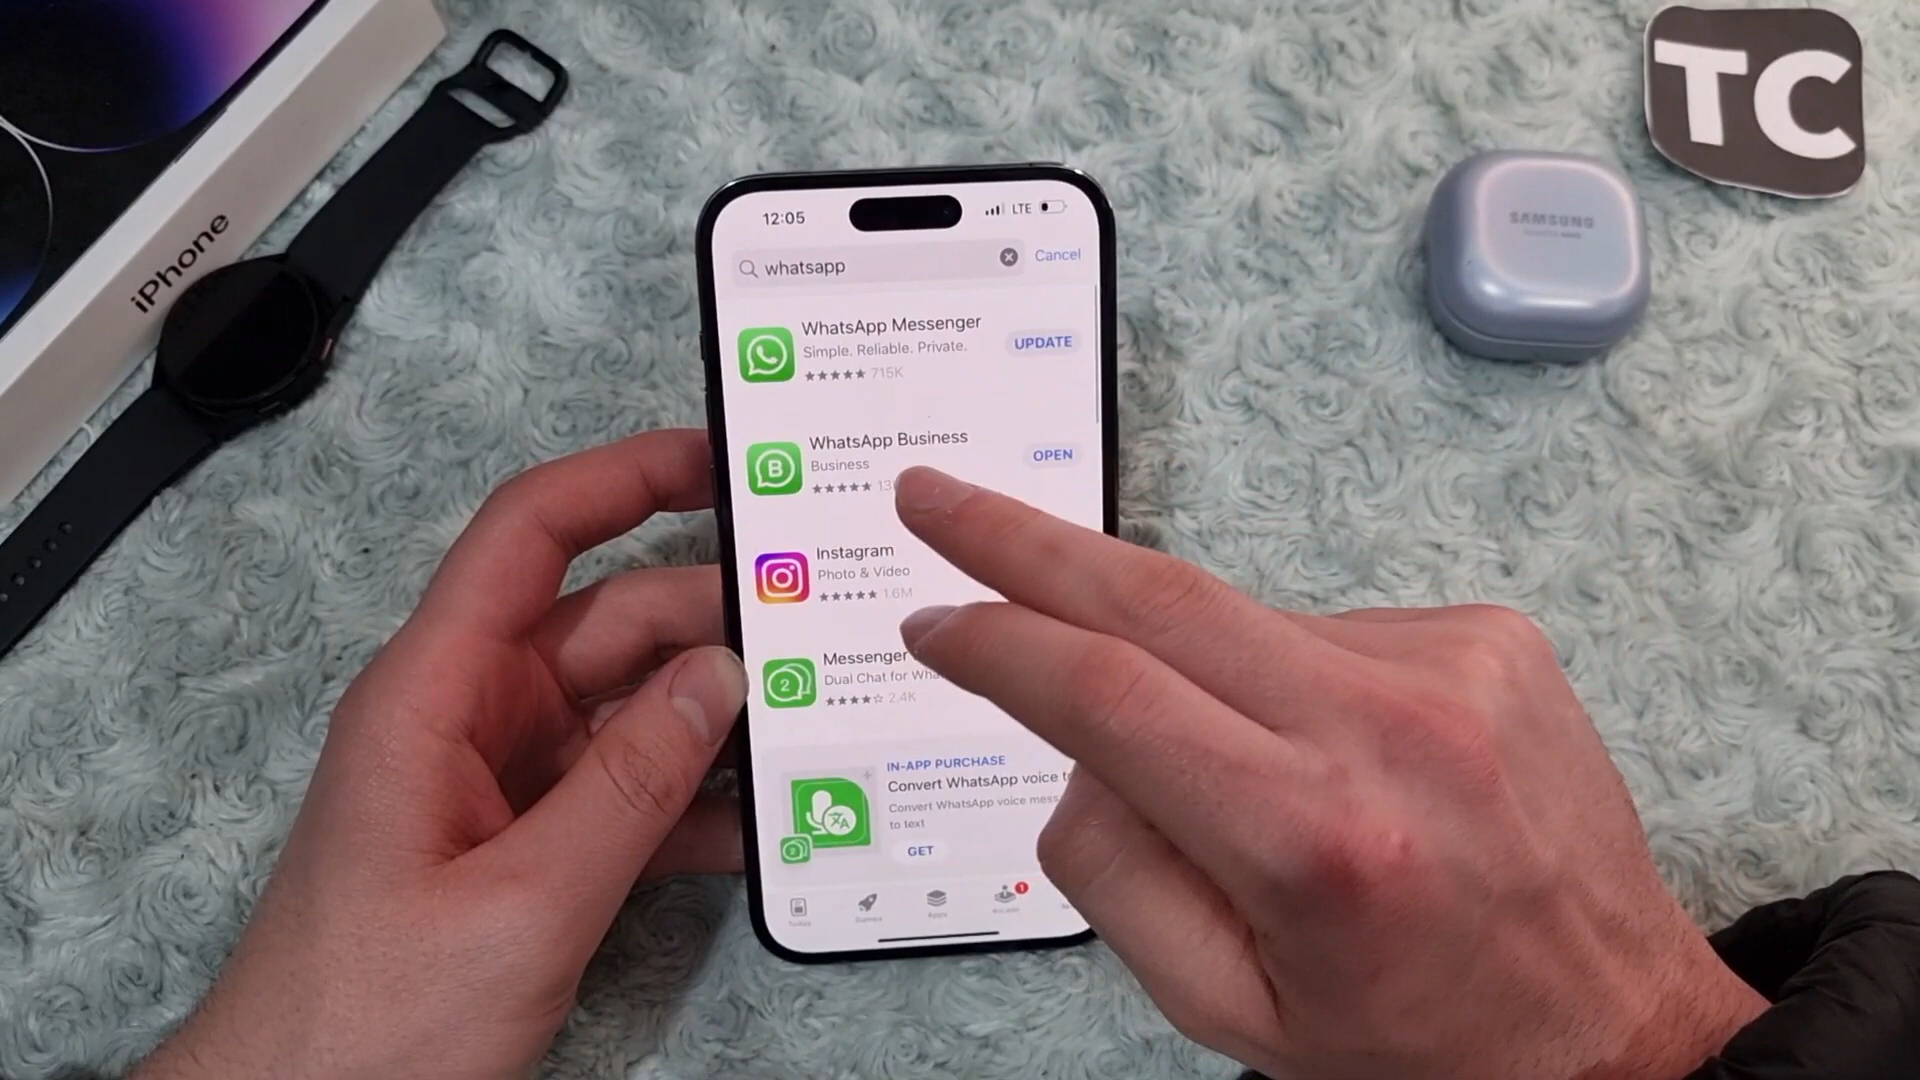 iPhone
TC
SAMSUNG
12:05
LTE
whatsapp
Cancel
WhatsApp Messenger
Simple. Reliable. Private.
715K
UPDATE
WhatsApp Business
Business
OPEN
Instagram
Photo & Video
1.6M
Messenger
Dual Chat for
2.4K
IN-APP PURCHASE
Convert WhatsApp voice
Convert WhatsApp voice
to text
GET
Today
Games
Apps
1